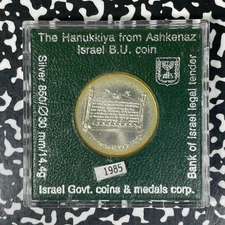 The Hanukkiya from Ashkenaz
Israel B.U. coin
Silver 850/∅30 mm/14.4g
Bank of Israel legal tender
1985
Israel Govt. coins & medals corp.